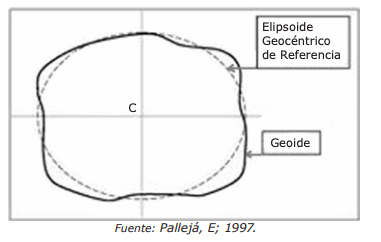 Elipsoide
Geocéntrico
de Referencia
C
Geoide
Fuente: Pallejá, E; 1997.